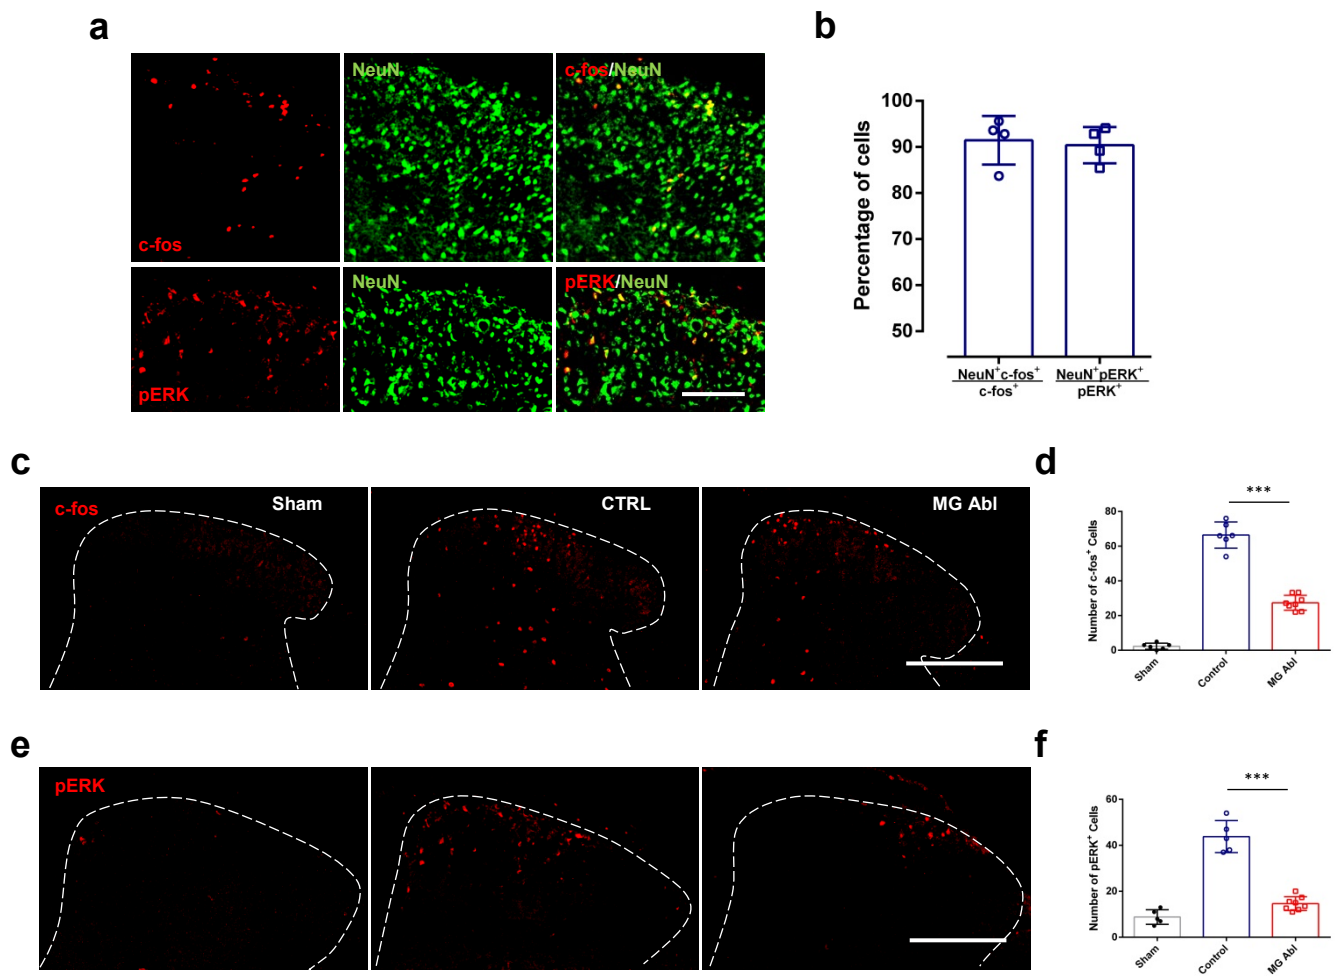 a
c-fos
NeuN
c-fos/NeuN
pERK
NeuN
pERK/NeuN
b
Percentage of cells
100
90
80
70
60
50
NeuN⁺c-fos⁺
c-fos⁺
NeuN⁺pERK⁺
pERK⁺
c
c-fos
Sham
CTRL
MG Abl
d
***
Number of c-fos⁺ Cells
80
60
40
20
0
Sham
Control
MG Abl
e
pERK
f
***
Number of pERK⁺ Cells
60
40
20
0
Sham
Control
MG Abl